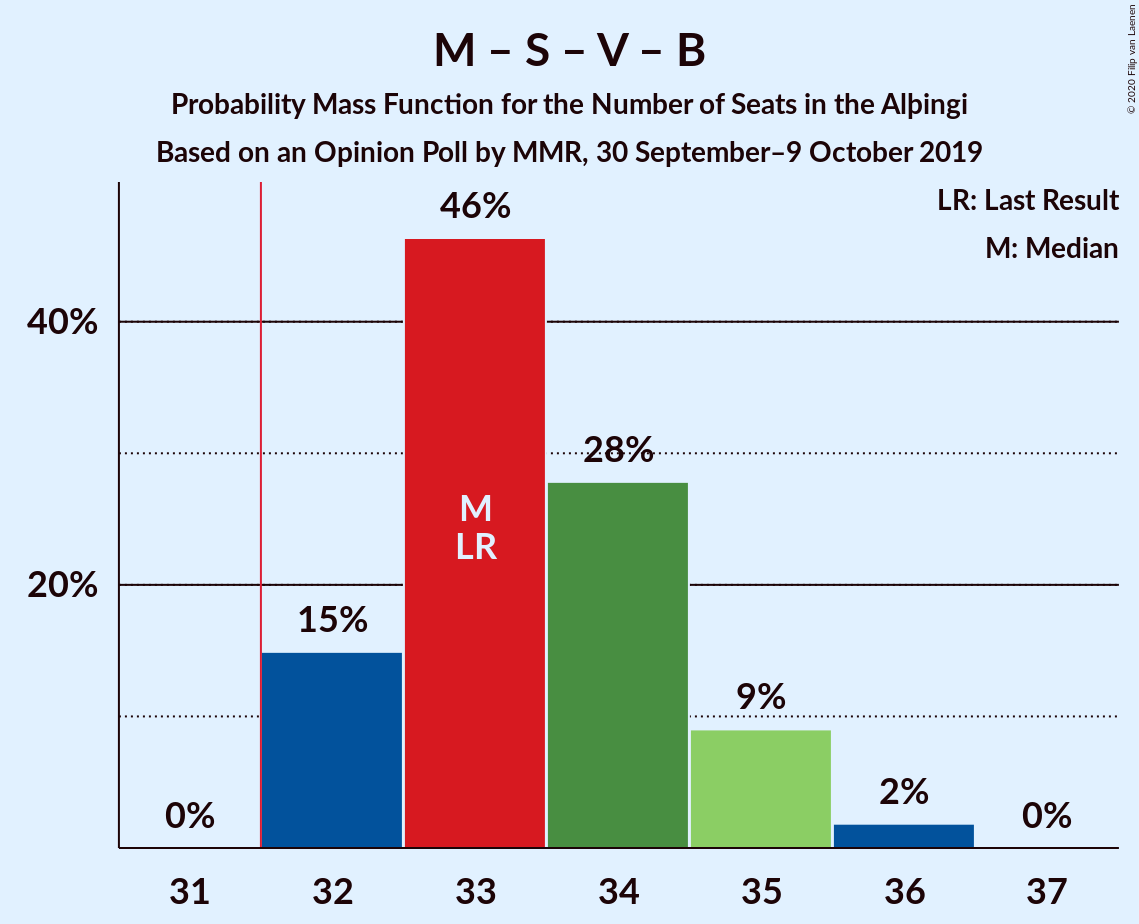 M – S – V – B
Probability Mass Function for the Number of Seats in the Alþingi
Based on an Opinion Poll by MMR, 30 September–9 October 2019
© 2020 Filip van Laenen
LR: Last Result
M: Median
46%
40%
28%
M
LR
20%
15%
9%
0%
2%
0%
31 32 33 34 35 36 37